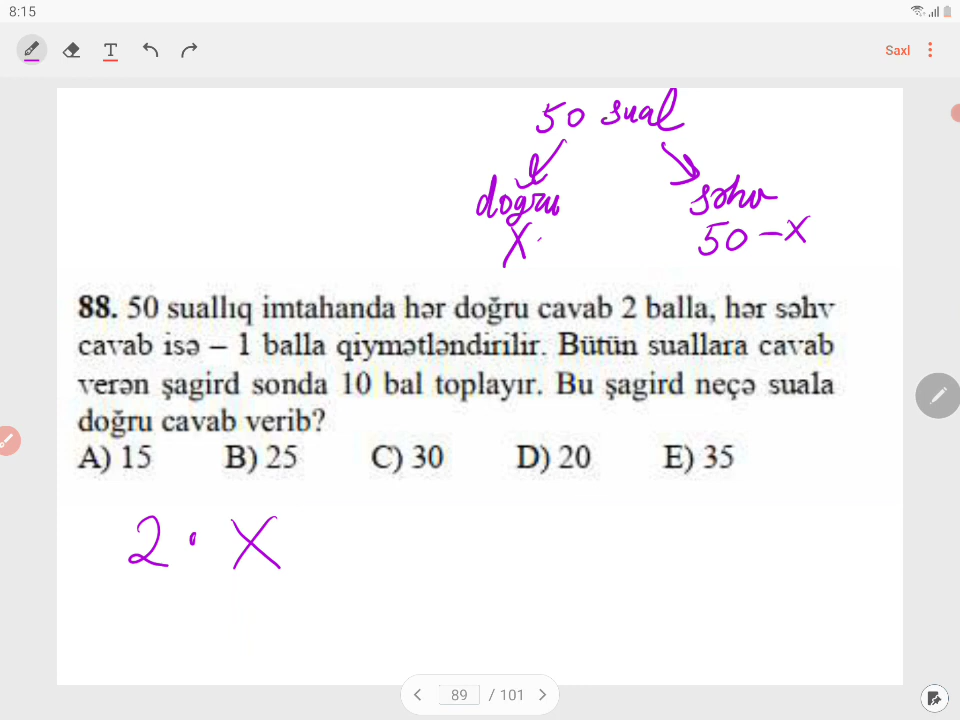 8:15
T
Saxl
50 sual
doğru
səhv
X
50 - X
88. 50 suallıq imtahanda hər doğru cavab 2 balla, hər səhv
cavab isə – 1 balla qiymətləndirilir. Bütün suallara cavab
verən şagird sonda 10 bal toplayır. Bu şagird neçə suala
doğru cavab verib?
A) 15 B) 25 C) 30 D) 20 E) 35
2 · X
89 / 101